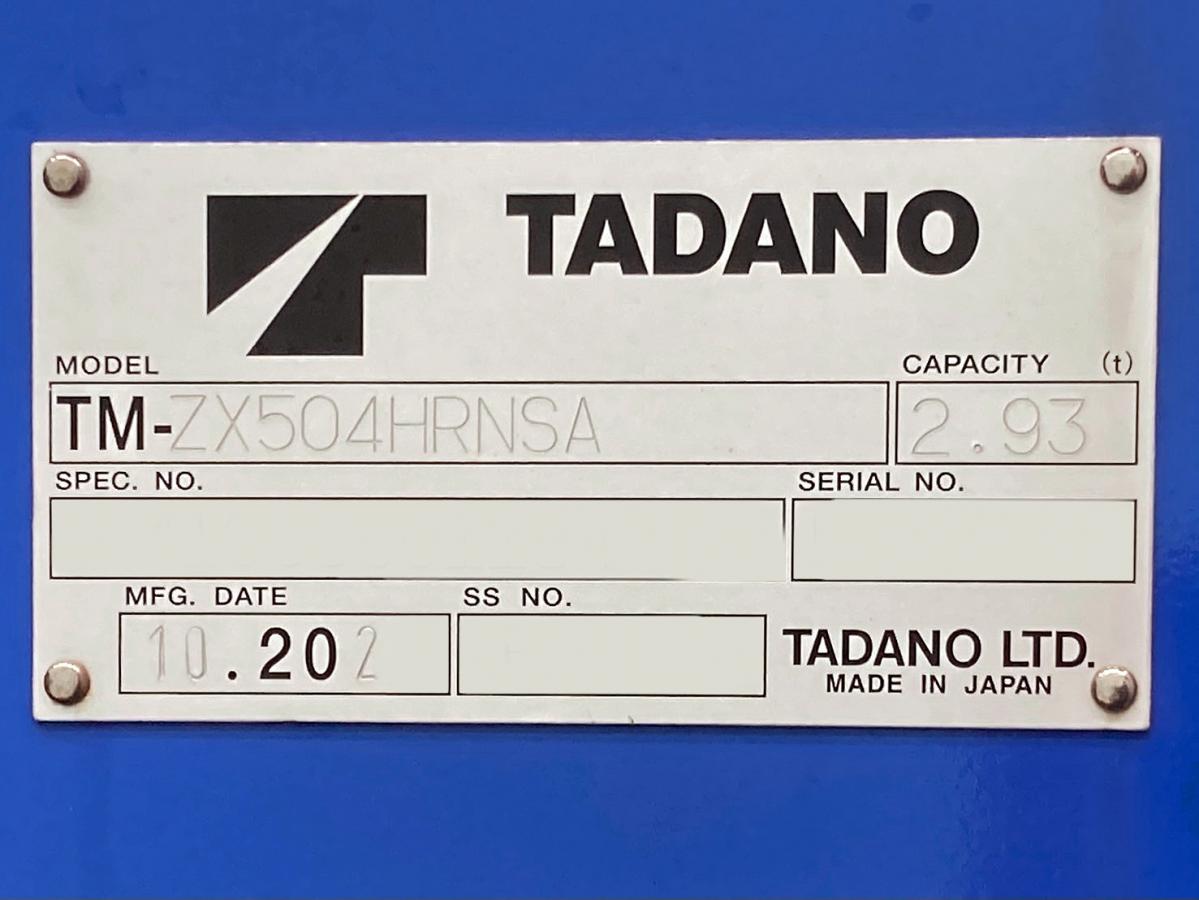 TADANO
MODEL CAPACITY (t)
TM-ZX504HRNSA 2.93
SPEC. NO. SERIAL NO.
MFG. DATE SS NO.
10.202
TADANO LTD.
MADE IN JAPAN